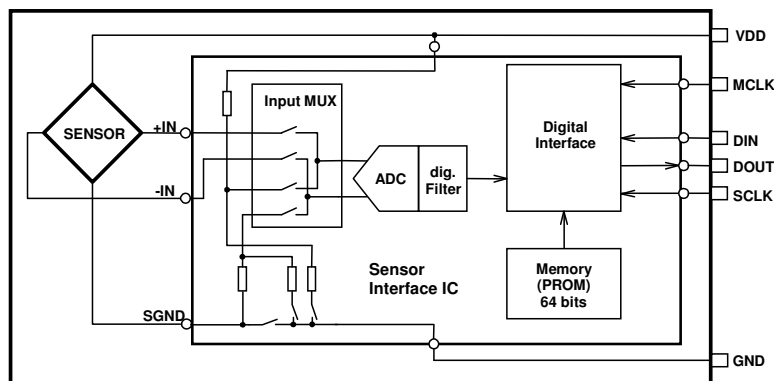 VDD
MCLK
Input MUX
SENSOR
+IN
Digital
Interface
DIN
DOUT
-IN
ADC
dig.
Filter
SCLK
Sensor
Interface IC
Memory
(PROM)
64 bits
SGND
GND